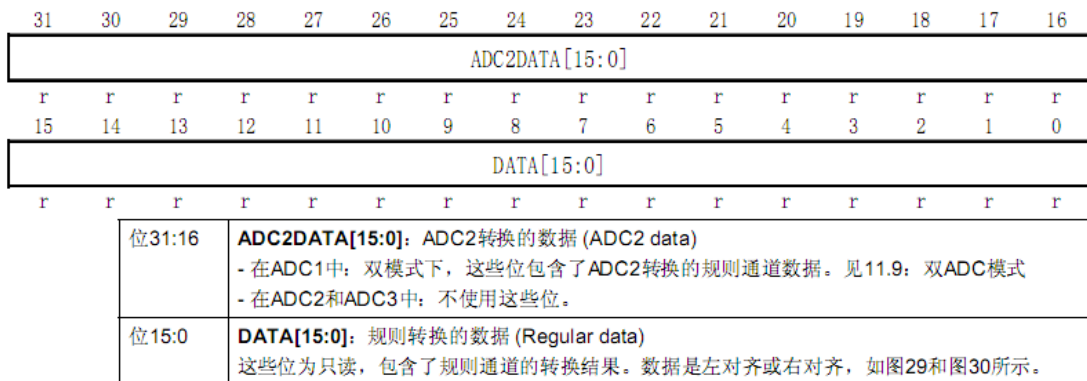 31 30 29 28 27 26 25 24 23 22 21 20 19 18 17 16
ADC2DATA[15:0]
r r r r r r r r r r r r r r r r
15 14 13 12 11 10 9 8 7 6 5 4 3 2 1 0
DATA[15:0]
r r r r r r r r r r r r r r r r
位31:16 ADC2DATA[15:0]：ADC2转换的数据 (ADC2 data)
- 在ADC1中：双模式下，这些位包含了ADC2转换的规则通道数据。见11.9：双ADC模式
- 在ADC2和ADC3中：不使用这些位。
位15:0 DATA[15:0]：规则转换的数据 (Regular data)
这些位为只读，包含了规则通道的转换结果。数据是左对齐或右对齐，如图29和图30所示。